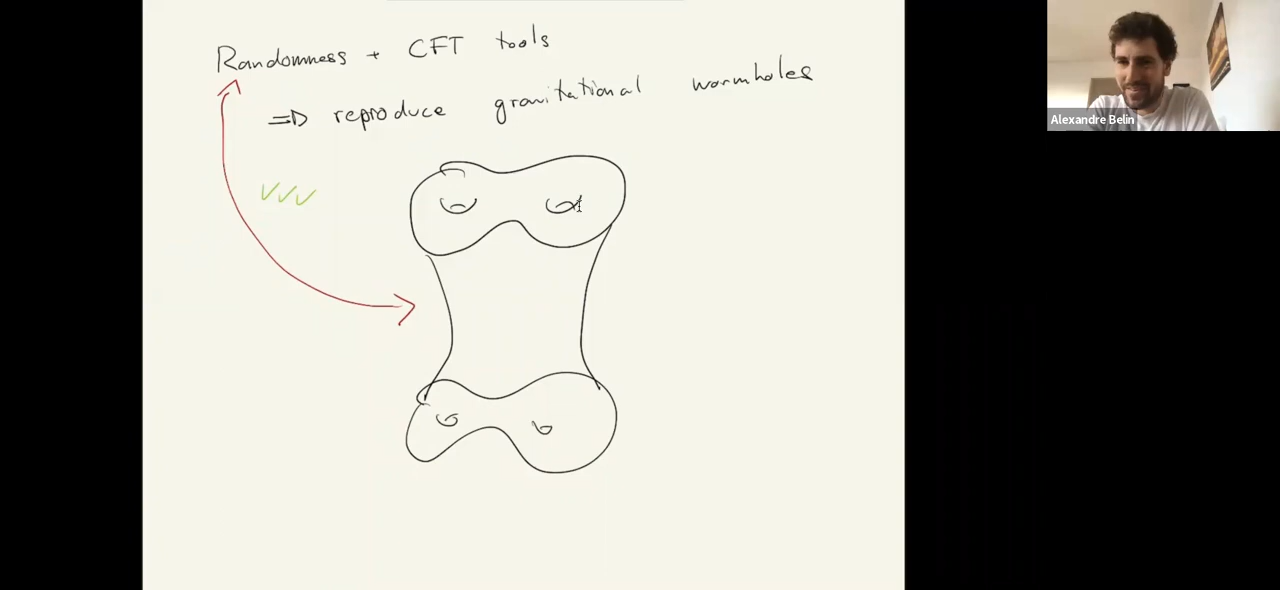 Randomness + CFT tools
⇒ reproduce gravitational wormholes
Alexandre Belin